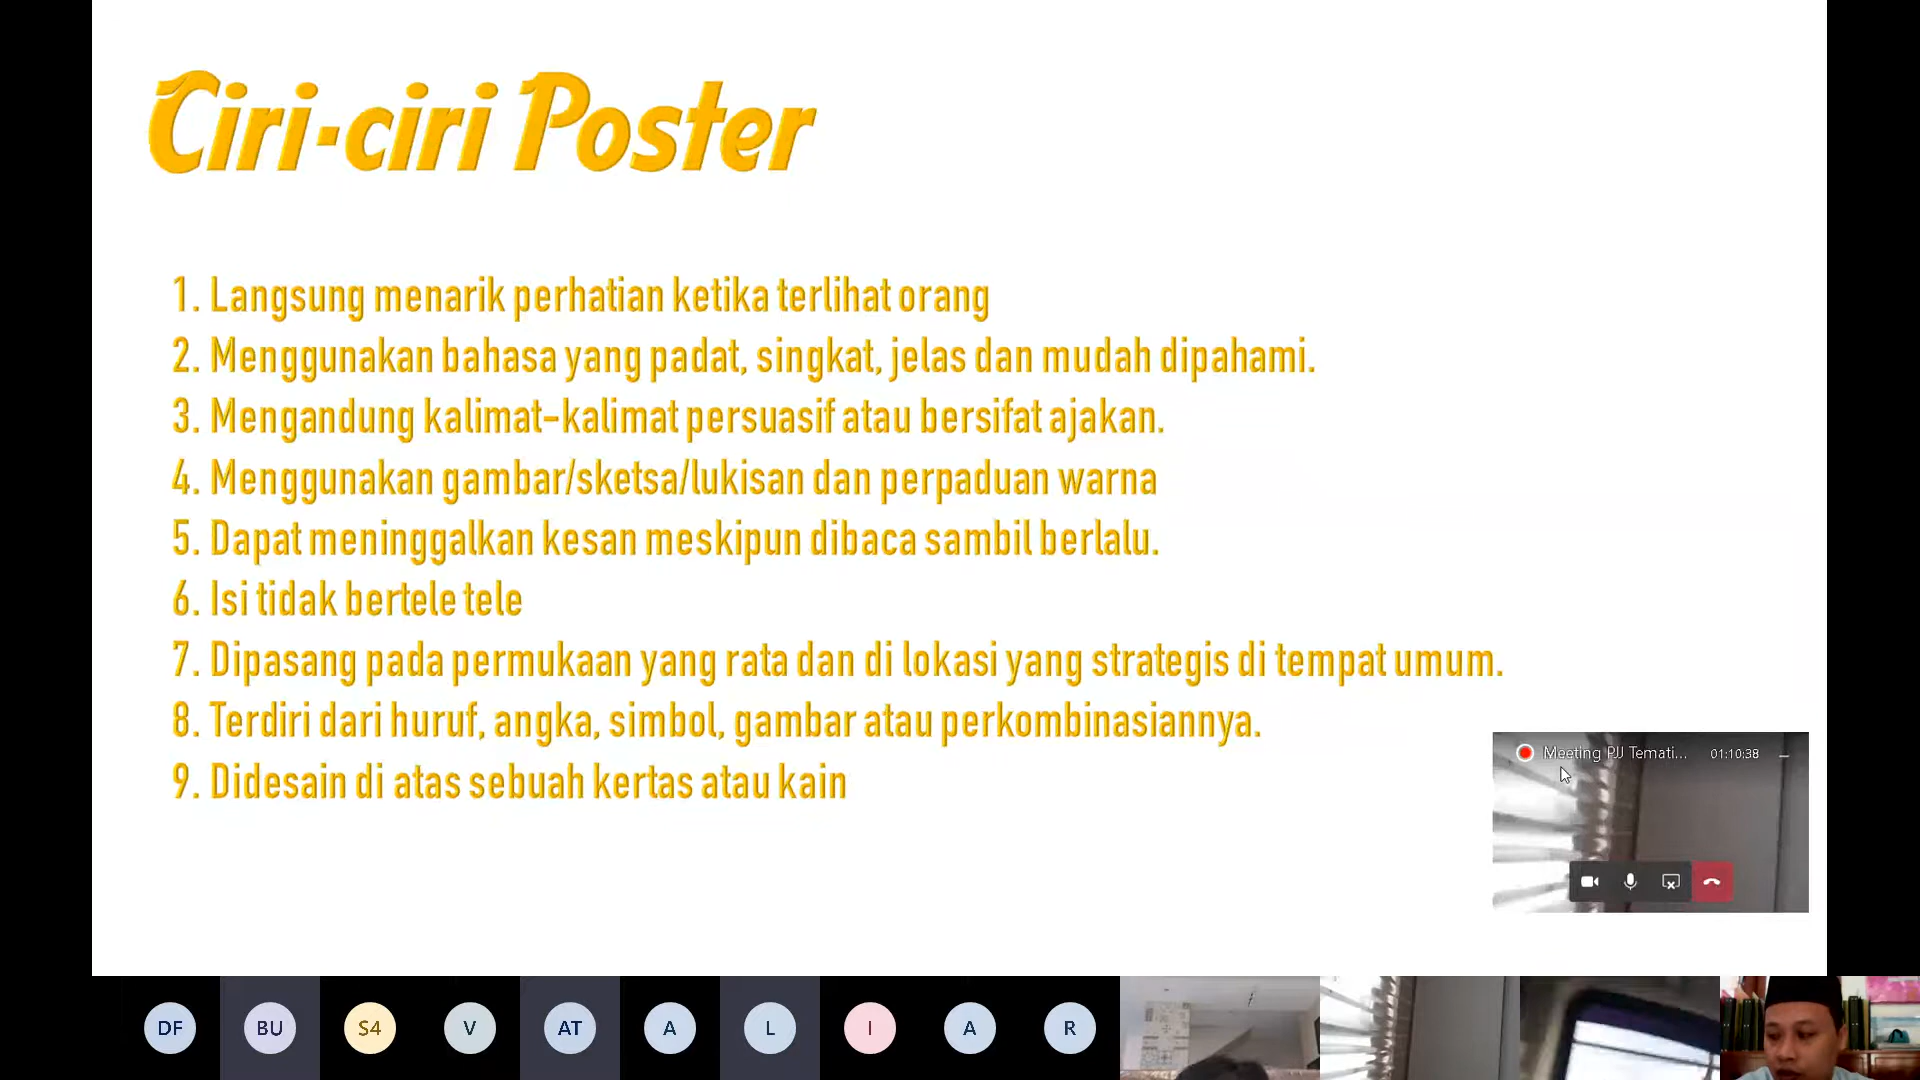 Ciri-ciri Poster
1. Langsung menarik perhatian ketika terlihat orang
2. Menggunakan bahasa yang padat, singkat, jelas dan mudah dipahami.
3. Mengandung kalimat-kalimat persuasif atau bersifat ajakan.
4. Menggunakan gambar/sketsa/lukisan dan perpaduan warna
5. Dapat meninggalkan kesan meskipun dibaca sambil berlalu.
6. Isi tidak bertele tele
7. Dipasang pada permukaan yang rata dan di lokasi yang strategis di tempat umum.
8. Terdiri dari huruf, angka, simbol, gambar atau perkombinasiannya.
9. Didesain di atas sebuah kertas atau kain
Meeting PJJ Temati... 01:10:38
DF BU S4 V AT A L I A R